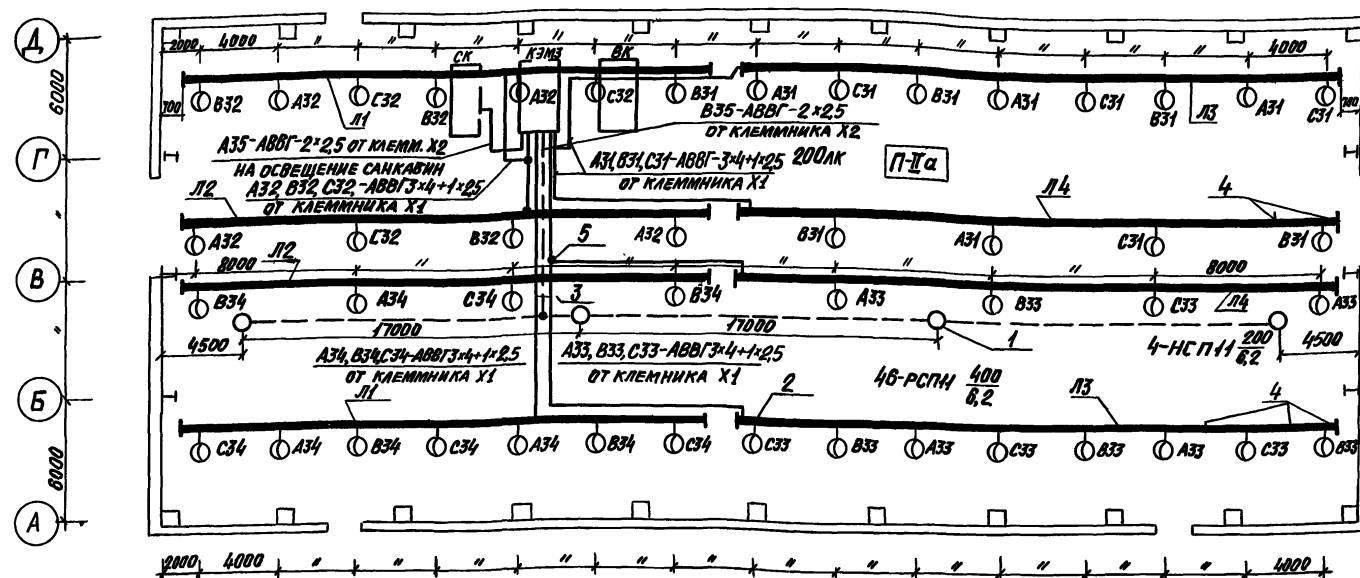 Д
2000 4000 " " " " " " " " " " " " 4000
СК КЭМЗ ВК
6000
700
В32 А32 С32 В32 А32 С32 В31 А31 С31 В31 А31 С31 В31 А31 С31
700
Л1
Л3
В35-АВВГ-2×2,5
ОТ КЛЕММНИКА Х2
Г
А35-АВВГ-2×2,5 ОТ КЛЕММ. Х2
НА ОСВЕЩЕНИЕ САНКАБИН
А31,В31,С31-АВВГ-3×4+1×2,5 200ЛК
ОТ КЛЕММНИКА Х1
П-IIа
Л2
А32, В32, С32,-АВВГ3×4+1×2,5
ОТ КЛЕММНИКА Х1
Л4
4
"
А32 С32 В32 А32 В31 А31 С31 В31
5
В
8000 Л2 " " " " " 8000
В34 А34 С34 В34 А33 В33 С33 Л4 А33
3
"
17000 17000
1
4500
4-НСП11 200/6,2
4500
А34, В34, С34-АВВГ3×4+1×2,5
ОТ КЛЕММНИКА Х1
А33, В33, С33-АВВГ3×4+1×2,5
ОТ КЛЕМНИКА Х1
46-РСП11 400/6,2
Б
Л1
2
Л3
4
С34 А34 В34 С34 А34 В34 С34 С33 В33 А33 С33 В33 А33 С33 В33
6000
А
2000 4000 " " " " " " " " " " " " 4000